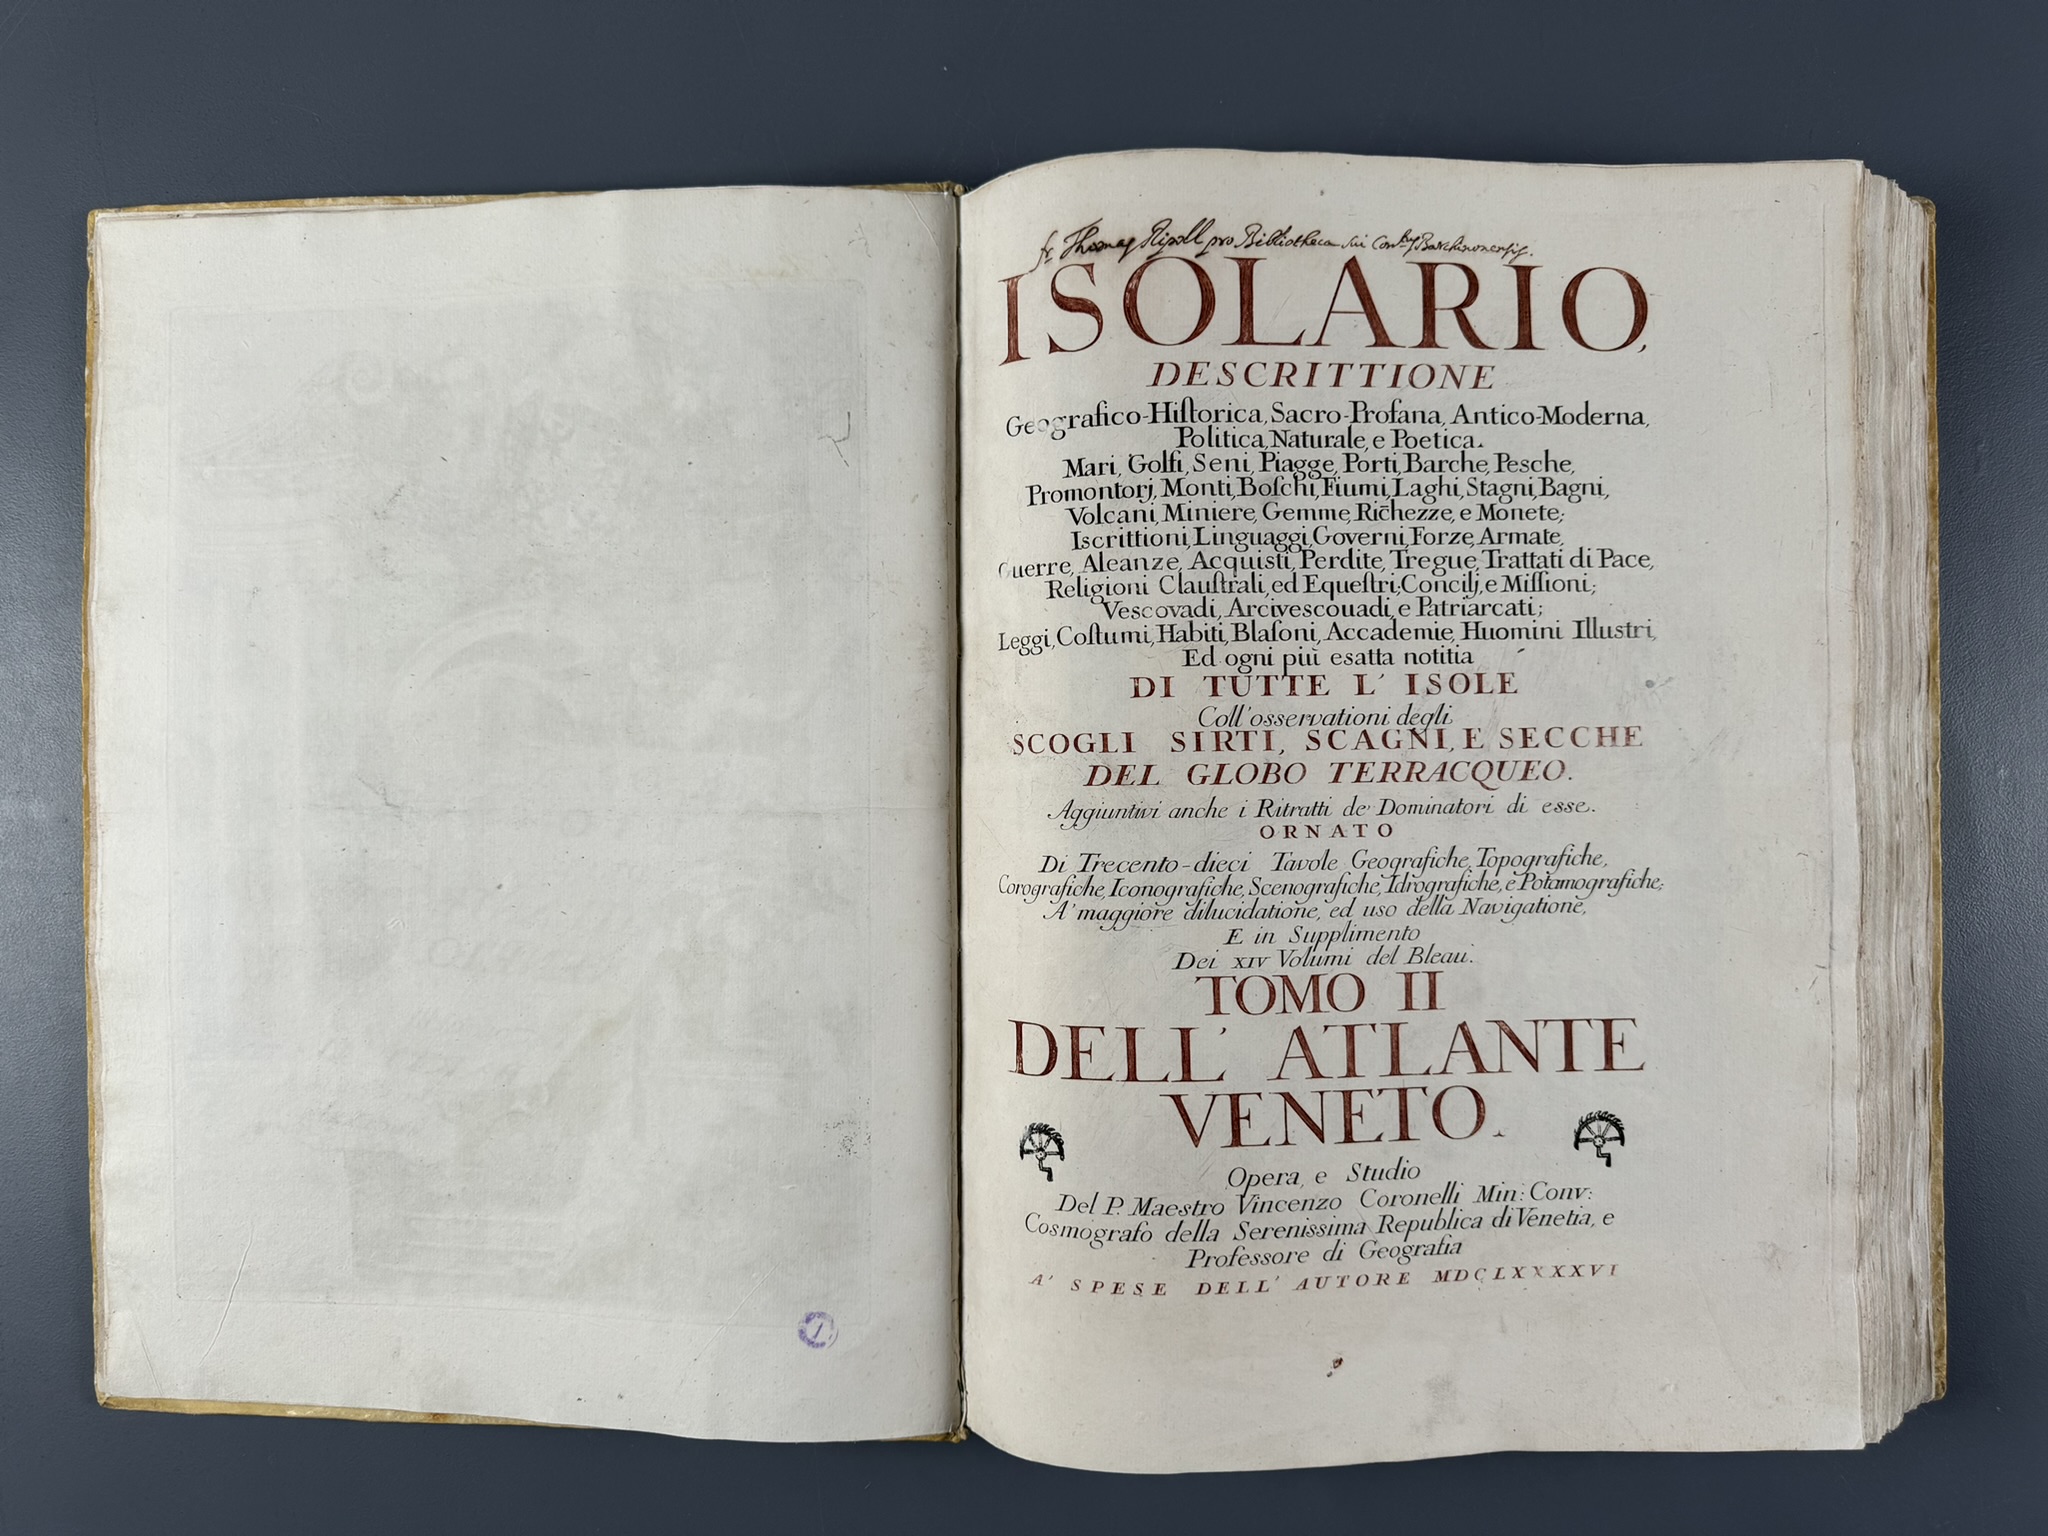 fr. Thomas Ripoll pro Bibliotheca sui Con.tus Barchinonensis.
ISOLARIO,
DESCRITTIONE
Geografico-Hiſtorica, Sacro-Profana, Antico-Moderna,
Politica, Naturale, e Poetica.
Mari, Golfi, Seni, Piagge, Porti, Barche, Pesche,
Promontorj, Monti, Boſchi, Fiumi, Laghi, Stagni, Bagni,
Volcani, Miniere, Gemme, Richezze, e Monete;
Iscrittioni, Linguaggi, Governi, Forze, Armate,
Guerre, Aleanze, Acquisti, Perdite, Tregue, Trattati di Pace,
Religioni Clauſtrali, ed Equeſtri; Concilj, e Miſſioni;
Vescovadi, Arcivescouadi, e Patriarcati;
Leggi, Coſtumi, Habiti, Blaſoni, Accademie, Huomini Illustri,
Ed ogni più esatta notitia
DI TUTTE L' ISOLE
Coll'osservationi degli
SCOGLI SIRTI, SCAGNI, E SECCHE
DEL GLOBO TERRACQUEO.
Aggiuntivi anche i Ritratti de' Dominatori di esse.
ORNATO
Di Trecento-dieci Tavole Geografiche, Topografiche,
Corografiche, Iconografiche, Scenografiche, Idrografiche, e Potamografiche;
A' maggiore dilucidatione, ed uso della Navigatione,
E in Supplimento
Dei XIV Volumi del Bleau.
TOMO II
DELL' ATLANTE
VENETO.
Opera, e Studio
Del P. Maestro Vincenzo Coronelli Min: Conv:
Cosmografo della Serenissima Republica di Venetia, e
Professore di Geografia
A' SPESE DELL' AUTORE MDCLXXXXVI
1